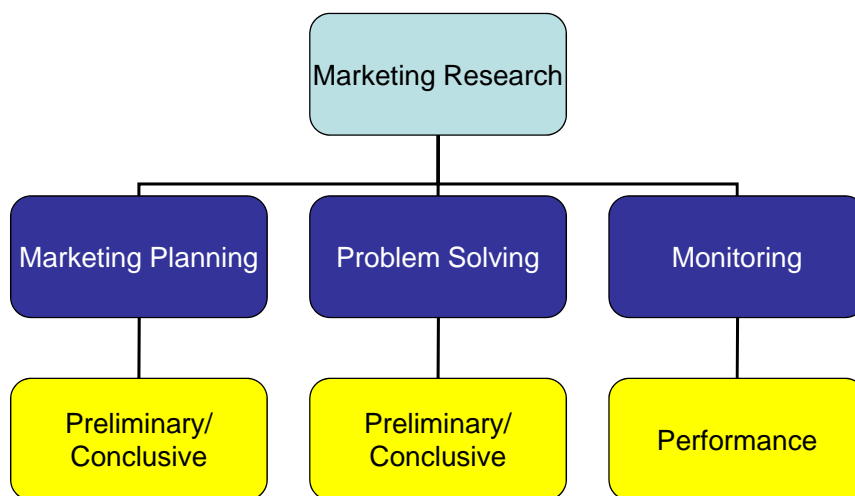 Marketing Research
Marketing Planning
Problem Solving
Monitoring
Preliminary/
Conclusive
Preliminary/
Conclusive
Performance